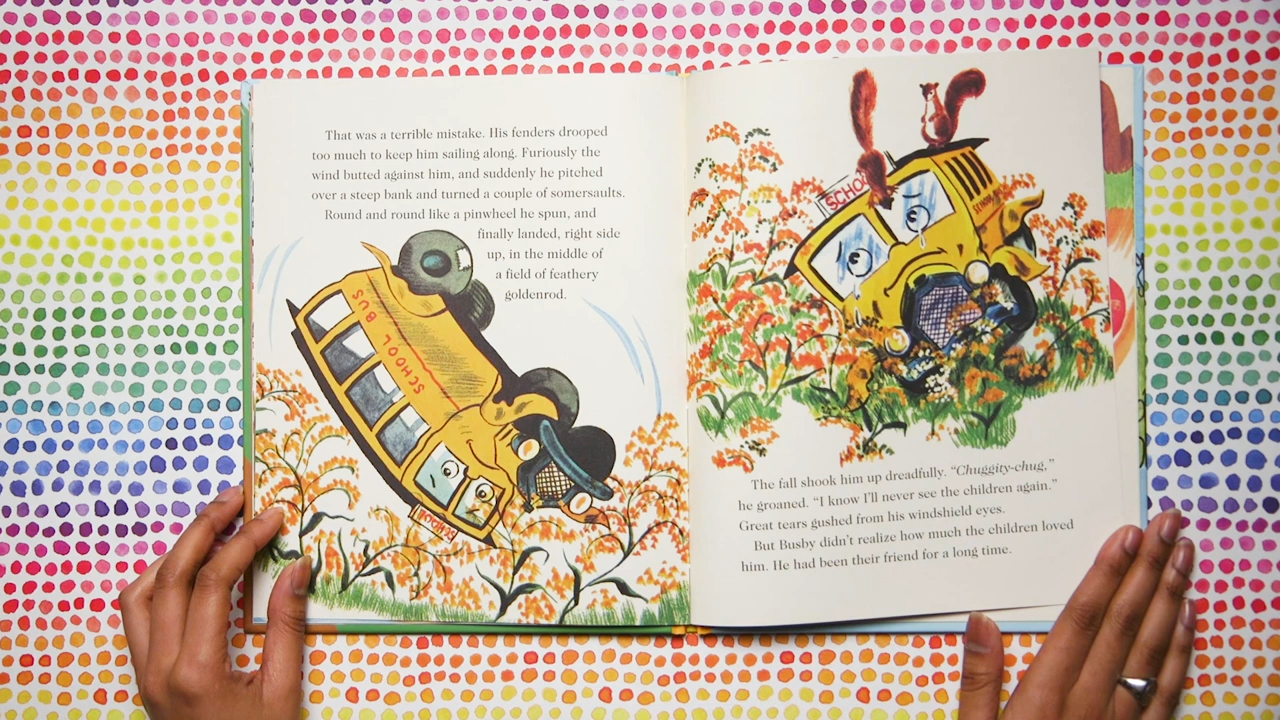 That was a terrible mistake. His fenders drooped
too much to keep him sailing along. Furiously the
wind butted against him, and suddenly he pitched
over a steep bank and turned a couple of somersaults.
Round and round like a pinwheel he spun, and
finally landed, right side
up, in the middle of
a field of feathery
goldenrod.
SCHOOL BUS
SCHOOL
SCHO
The fall shook him up dreadfully. “Chuggity-chug,”
he groaned. “I know I’ll never see the children again.”
Great tears gushed from his windshield eyes.
But Busby didn’t realize how much the children loved
him. He had been their friend for a long time.